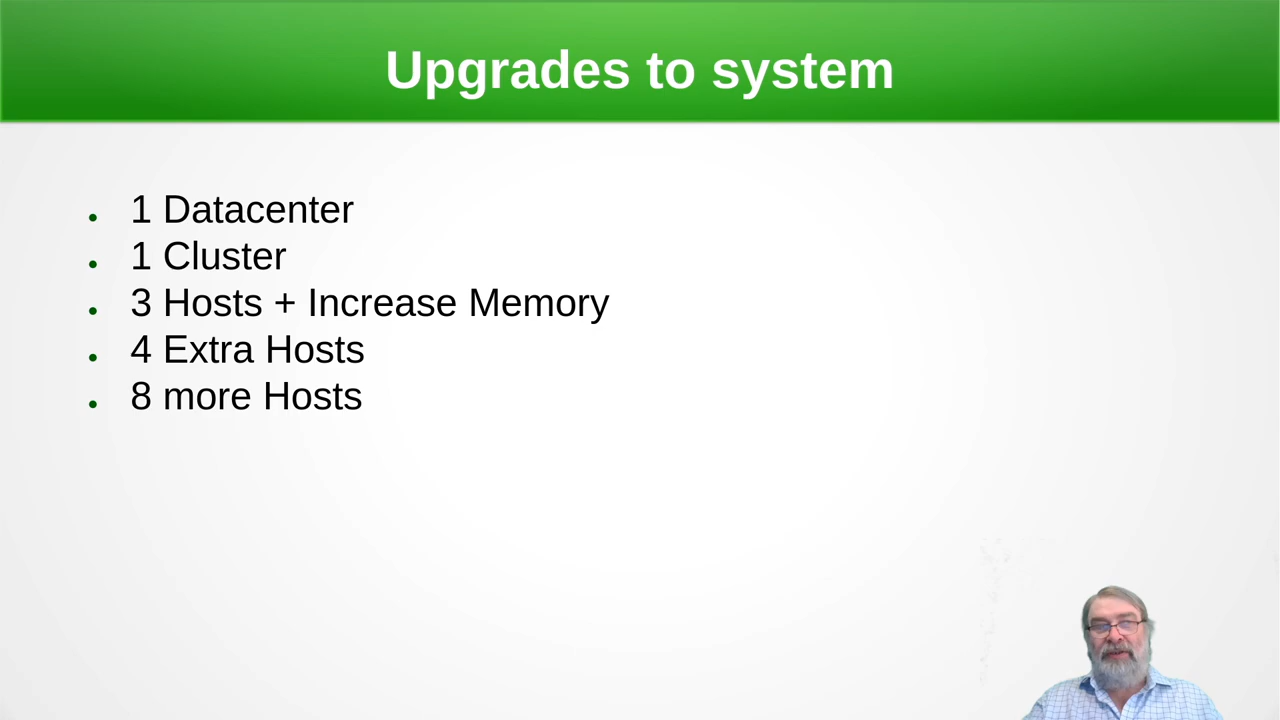 Upgrades to system
1 Datacenter
1 Cluster
3 Hosts + Increase Memory
4 Extra Hosts
8 more Hosts